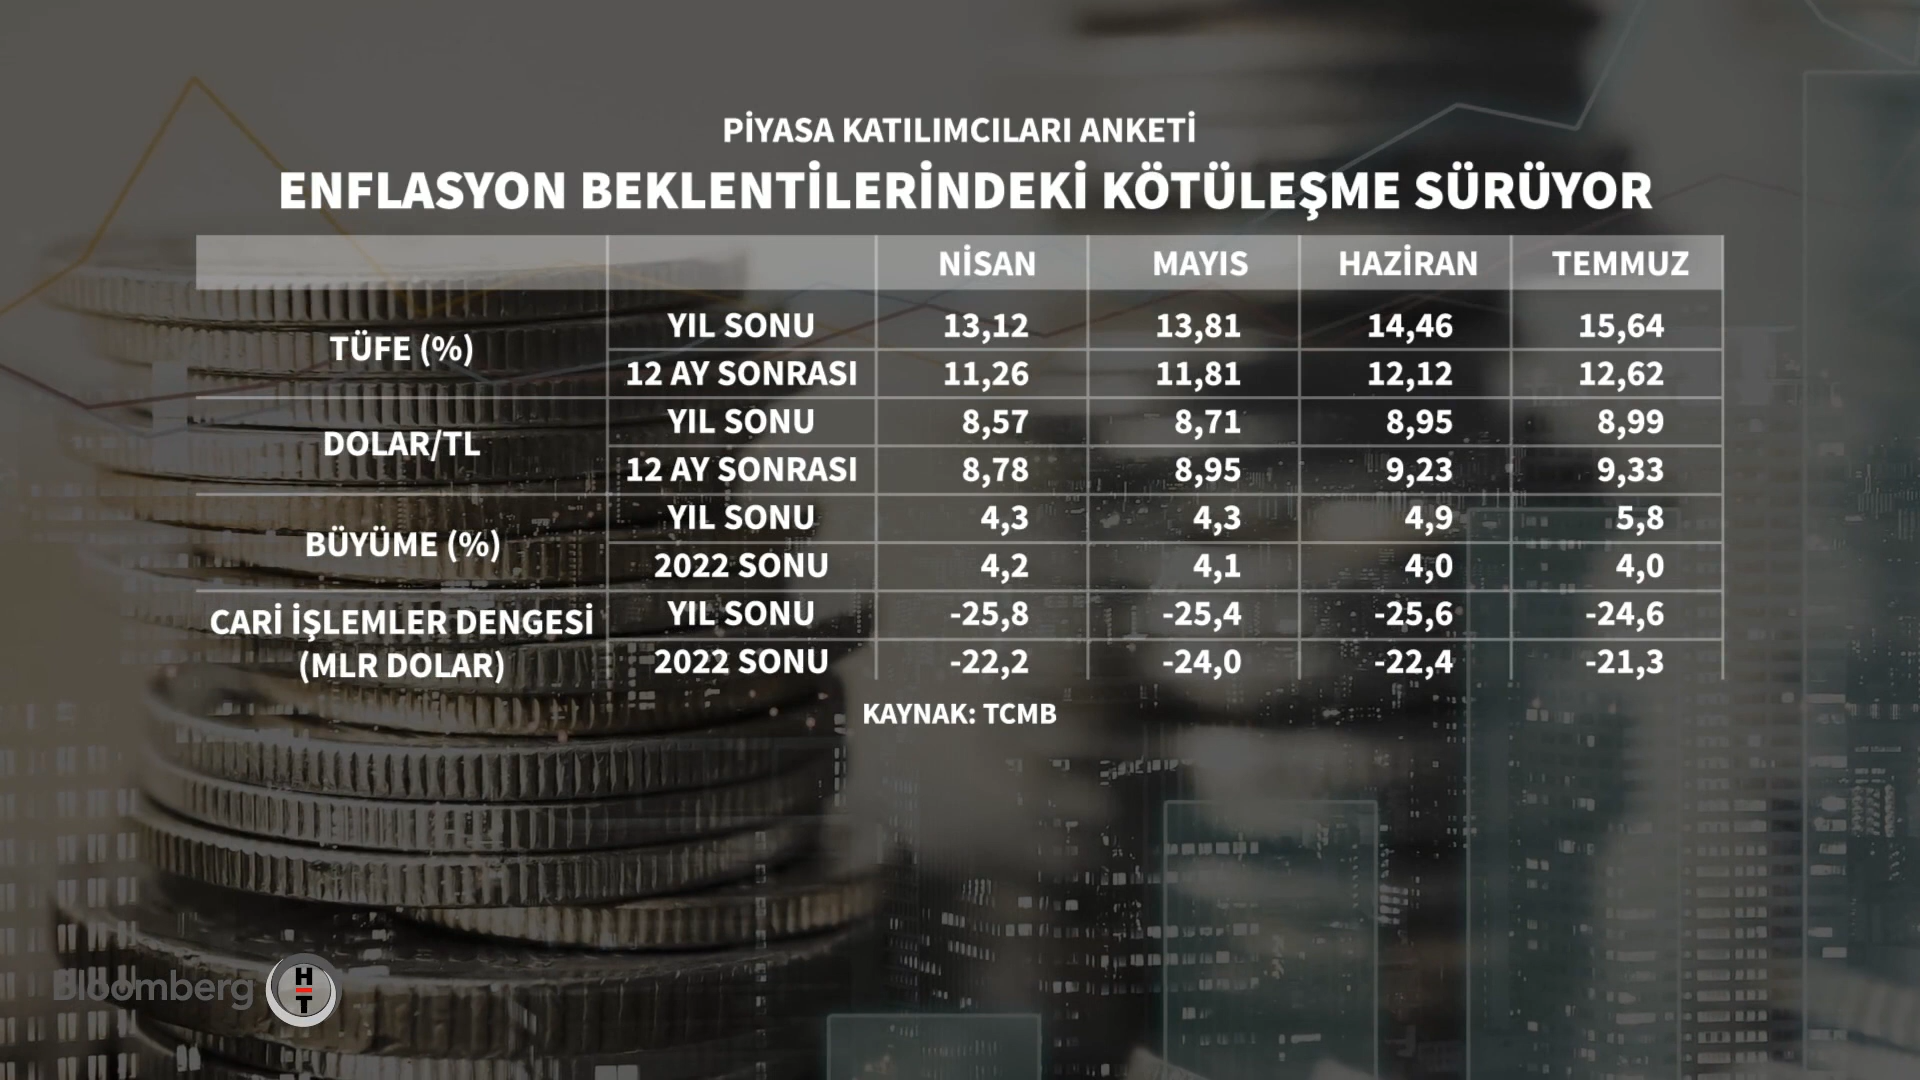 PİYASA KATILIMCILARI ANKETİ
ENFLASYON BEKLENTİLERİNDEKİ KÖTÜLEŞME SÜRÜYOR
NİSAN MAYIS HAZİRAN TEMMUZ
TÜFE (%)
YIL SONU 13,12 13,81 14,46 15,64
12 AY SONRASI 11,26 11,81 12,12 12,62
DOLAR/TL
YIL SONU 8,57 8,71 8,95 8,99
12 AY SONRASI 8,78 8,95 9,23 9,33
BÜYÜME (%)
YIL SONU 4,3 4,3 4,9 5,8
2022 SONU 4,2 4,1 4,0 4,0
CARİ İŞLEMLER DENGESİ
(MLR DOLAR)
YIL SONU -25,8 -25,4 -25,6 -24,6
2022 SONU -22,2 -24,0 -22,4 -21,3
KAYNAK: TCMB
Bloomberg HT